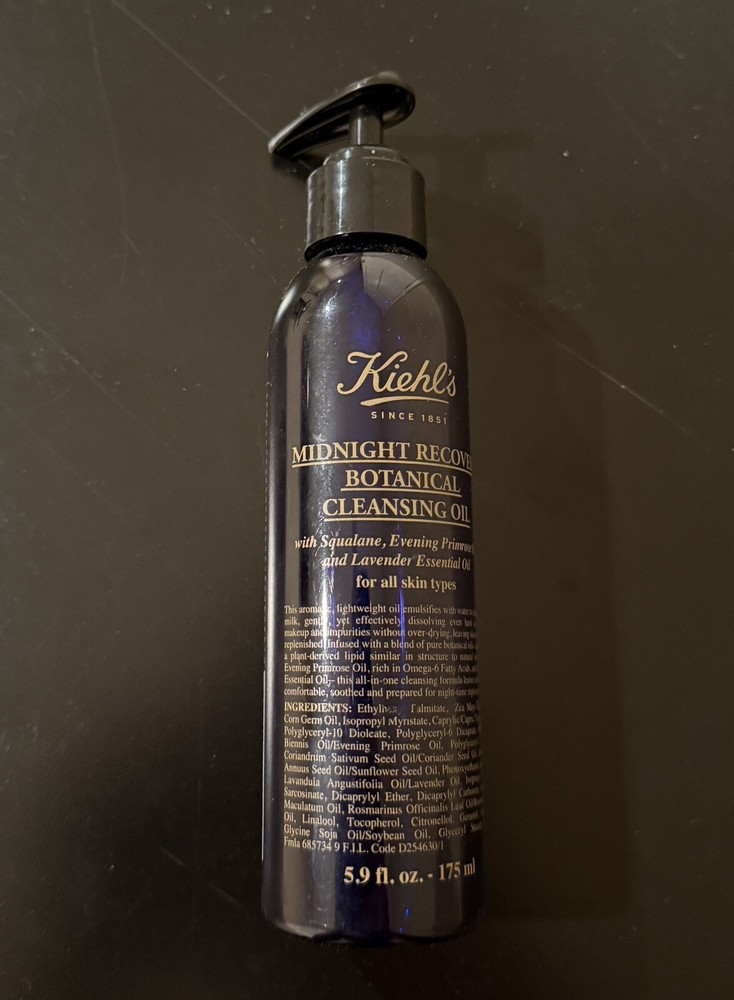 Kiehl's
SINCE 1851
MIDNIGHT RECOVE
BOTANICAL
CLEANSING OIL
with Squalane, Evening Primrose
and Lavender Essential Oil
for all skin types
This lightweight oil emulsifies with water
milk, yet effectively dissolving even
makeup and impurities without over-drying,
replenished. Infused with a blend of pure botanical
a plant-derived lipid similar in structure to natural
Evening Primrose Oil, rich in Omega-6 Fatty Acids,
Essential Oil– this all-in-one cleansing formula leaves
comfortable, soothed and prepared for night-time
INGREDIENTS: Zea
Corn Germ Oil, Isopropyl Myristate,
Polyglyceryl-10 Dioleate, Polyglyceryl-6
Biennis Oil/Evening Primrose Oil,
Coriandrum Sativum Seed Oil/Coriander Seed
Annuus Seed Oil/Sunflower Seed Oil,
Lavandula Angustifolia Oil/Lavender Oil,
Sarcosinate, Dicaprylyl Ether, Dicaprylyl
Maculatum Oil, Rosmarinus Officinalis Leaf
Oil, Linalool, Tocopherol, Citronellol,
Glycine Soja Oil/Soybean Oil, Glyceryl
Fmla 685734 9 F.I.L. Code D254630/1
5.9 fl. oz. - 175 ml